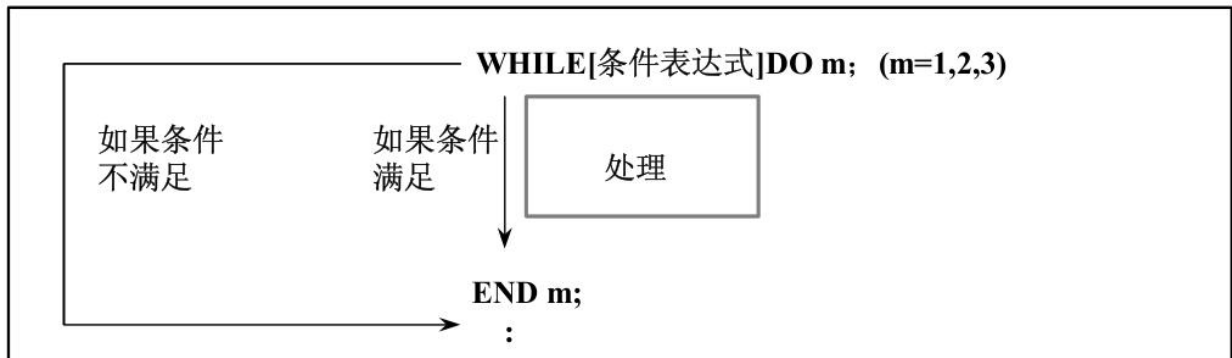 WHILE[条件表达式]DO m；(m=1,2,3)
如果条件
不满足
如果条件
满足
处理
END m;
: